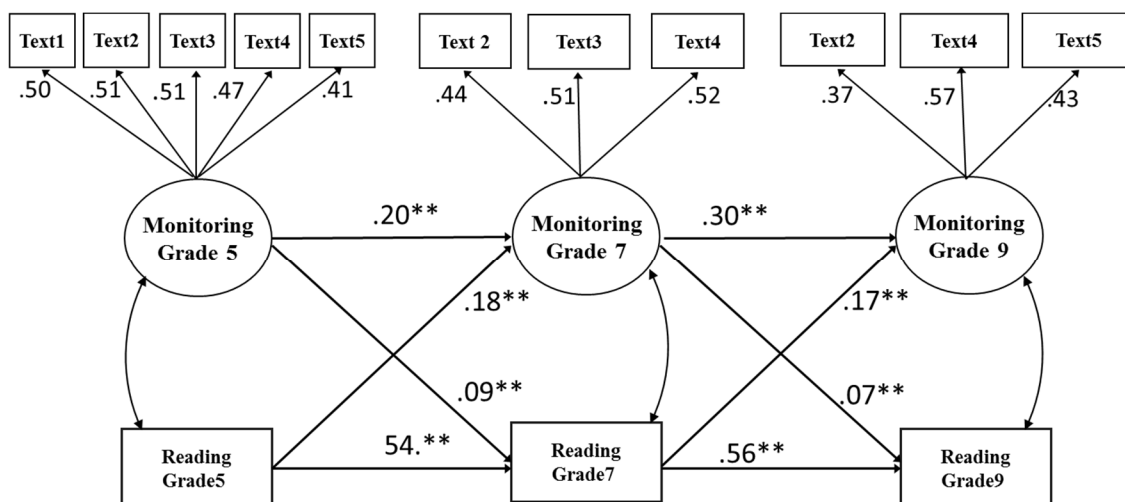 Text1 Text2 Text3 Text4 Text5 Text 2 Text3 Text4 Text2 Text4 Text5
.50 .51 .51 .47 .41 .44 .51 .52 .37 .57 .43
Monitoring
Grade 5
.20**
Monitoring
Grade 7
.30**
Monitoring
Grade 9
.18**
.17**
.09**
.07**
Reading
Grade5
54.**
Reading
Grade7
.56**
Reading
Grade9